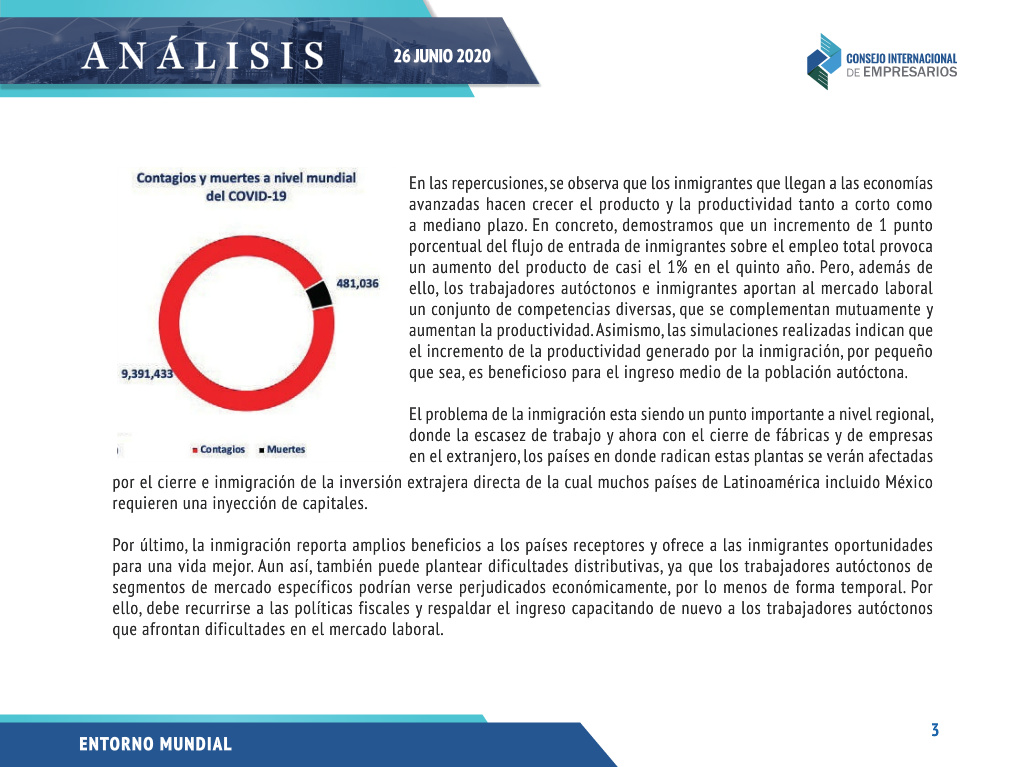 ANÁLISIS
26 JUNIO 2020
CONSEJO INTERNACIONAL
DE EMPRESARIOS
Contagios y muertes a nivel mundial
del COVID-19
481,036
9,391,433
Contagios
Muertes
En las repercusiones, se observa que los inmigrantes que llegan a las economías
avanzadas hacen crecer el producto y la productividad tanto a corto como
a mediano plazo. En concreto, demostramos que un incremento de 1 punto
porcentual del flujo de entrada de inmigrantes sobre el empleo total provoca
un aumento del producto de casi el 1% en el quinto año. Pero, además de
ello, los trabajadores autóctonos e inmigrantes aportan al mercado laboral
un conjunto de competencias diversas, que se complementan mutuamente y
aumentan la productividad. Asimismo, las simulaciones realizadas indican que
el incremento de la productividad generado por la inmigración, por pequeño
que sea, es beneficioso para el ingreso medio de la población autóctona.
El problema de la inmigración esta siendo un punto importante a nivel regional,
donde la escasez de trabajo y ahora con el cierre de fábricas y de empresas
en el extranjero, los países en donde radican estas plantas se verán afectadas
por el cierre e inmigración de la inversión extrajera directa de la cual muchos países de Latinoamérica incluido México
requieren una inyección de capitales.
Por último, la inmigración reporta amplios beneficios a los países receptores y ofrece a las inmigrantes oportunidades
para una vida mejor. Aun así, también puede plantear dificultades distributivas, ya que los trabajadores autóctonos de
segmentos de mercado específicos podrían verse perjudicados económicamente, por lo menos de forma temporal. Por
ello, debe recurrirse a las políticas fiscales y respaldar el ingreso capacitando de nuevo a los trabajadores autóctonos
que afrontan dificultades en el mercado laboral.
ENTORNO MUNDIAL
3